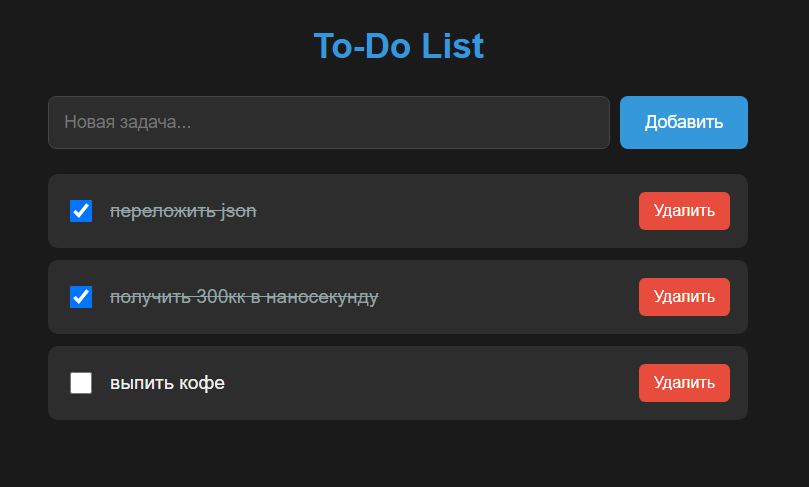 To-Do List
Новая задача...
Добавить
переложить json
Удалить
получить 300кк в наносекунду
Удалить
выпить кофе
Удалить